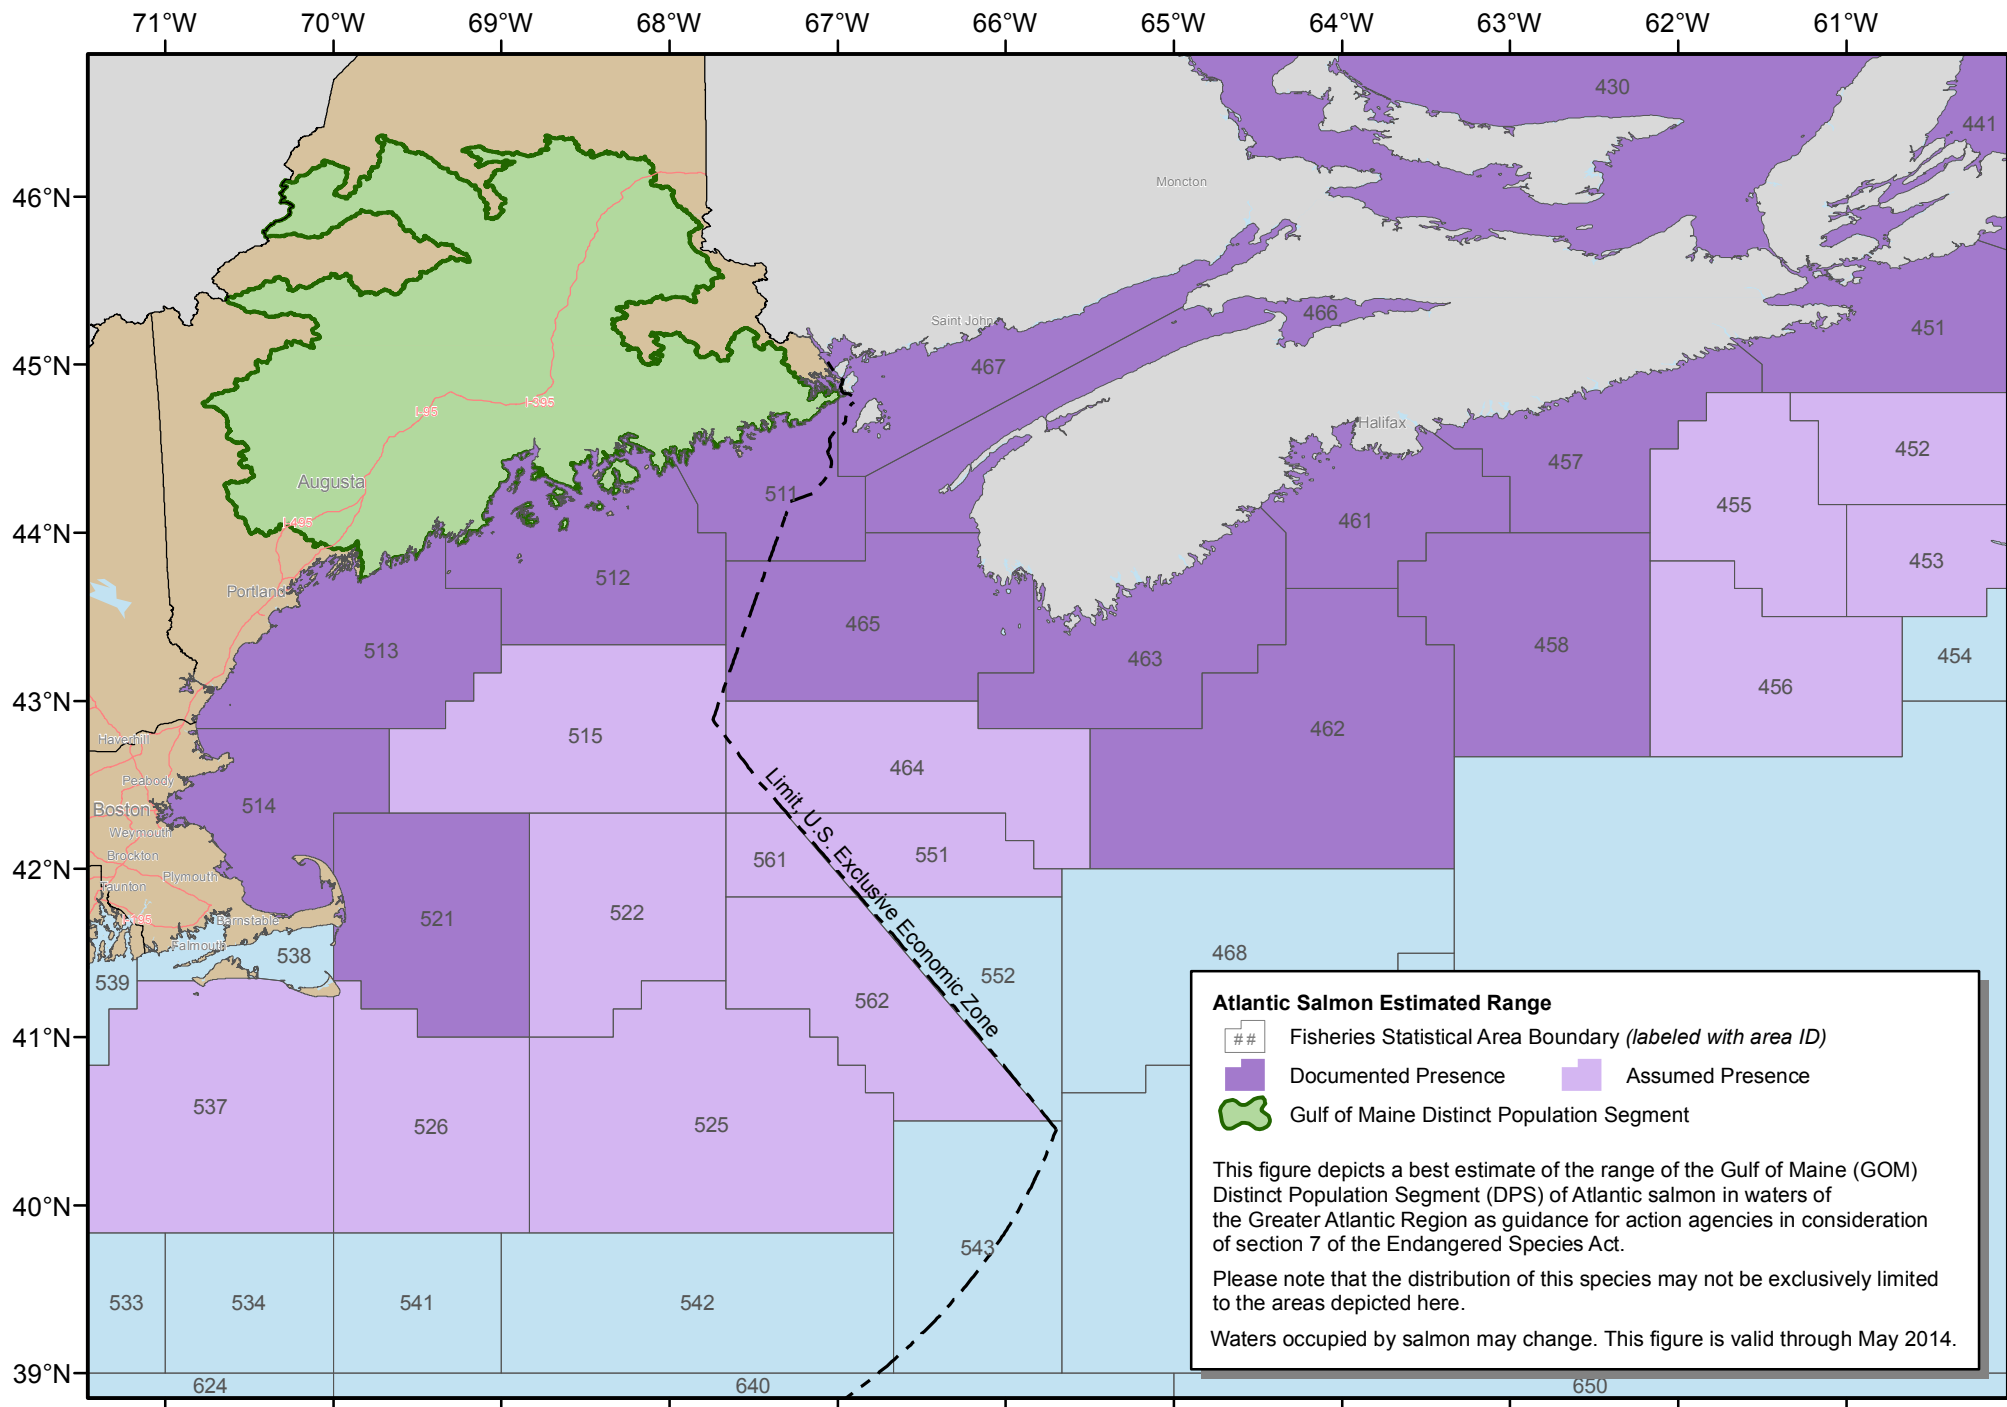 71°W 70°W 69°W 68°W 67°W 66°W 65°W 64°W 63°W 62°W 61°W
430
441
Moncton
46°N
466
Saint John
451
45°N
467
I-95
I-395
Halifax
452
457
Augusta
511
455
461
I-495
44°N
453
512
Portland
465
513
463
458
454
456
43°N
515
462
Haverhill
464
Peabody
514
Boston
Weymouth
Limit, U.S. Exclusive Economic Zone
Brockton
561
551
42°N
Plymouth
Taunton
522
521
I-195
Barnstable
Falmouth
538
468
552
539
562
41°N
537
526
525
40°N
543
533
534
541
542
39°N
624
640
650
Atlantic Salmon Estimated Range
## Fisheries Statistical Area Boundary (labeled with area ID)
Documented Presence Assumed Presence
Gulf of Maine Distinct Population Segment
This figure depicts a best estimate of the range of the Gulf of Maine (GOM)
Distinct Population Segment (DPS) of Atlantic salmon in waters of
the Greater Atlantic Region as guidance for action agencies in consideration
of section 7 of the Endangered Species Act.
Please note that the distribution of this species may not be exclusively limited
to the areas depicted here.
Waters occupied by salmon may change. This figure is valid through May 2014.